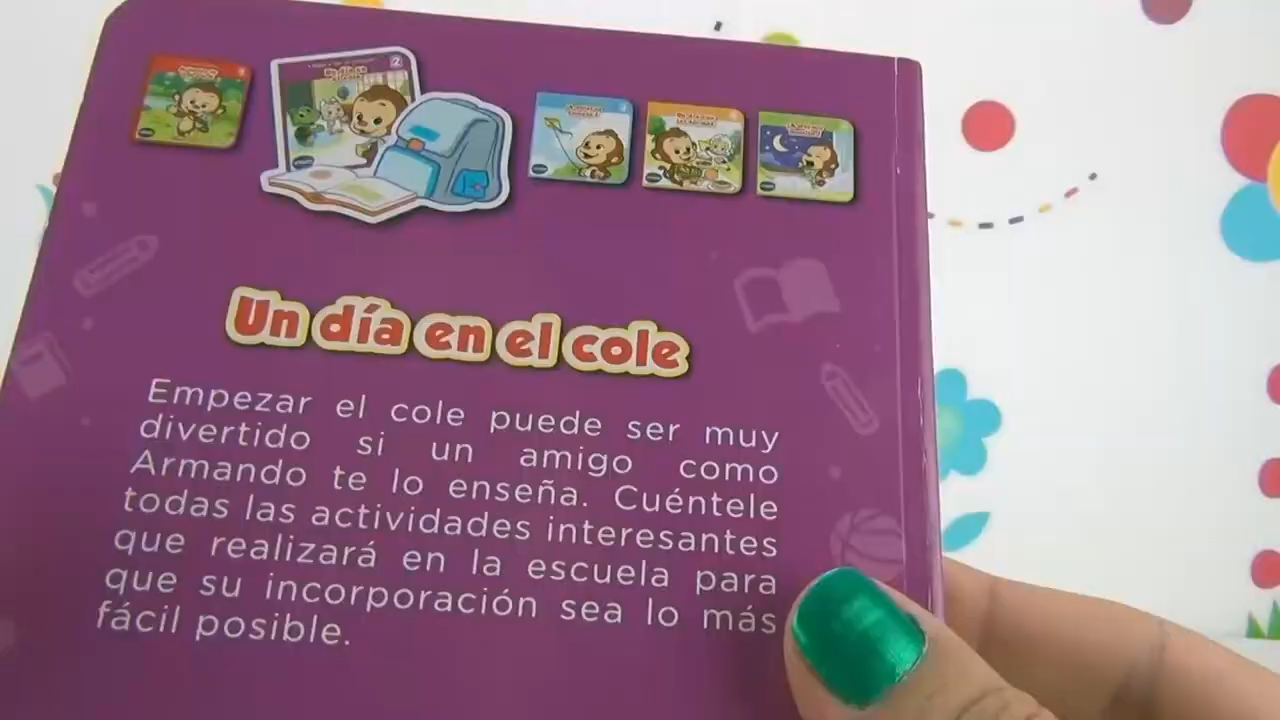 2
Un día en el cole
Empezar el cole puede ser muy
divertido si un amigo como
Armando te lo enseña. Cuéntele
todas las actividades interesantes
que realizará en la escuela para
que su incorporación sea lo más
fácil posible.